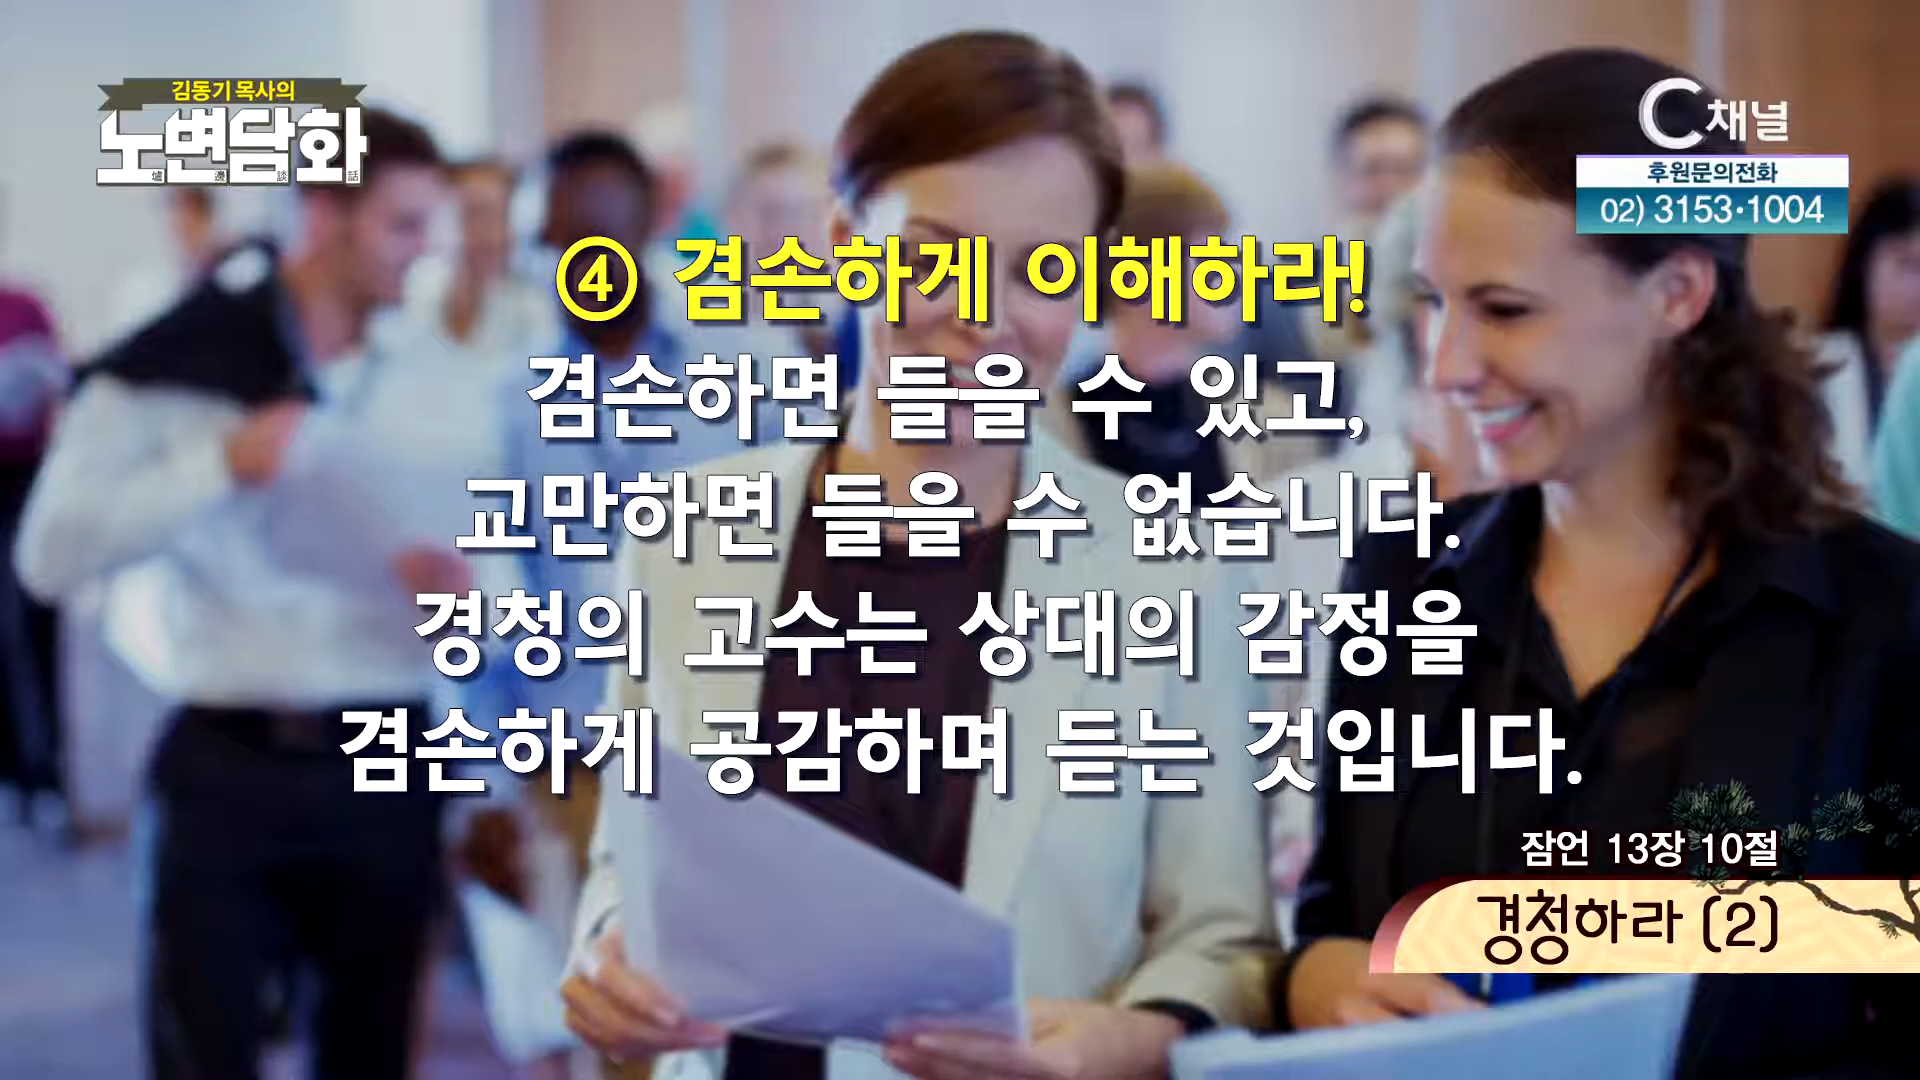 김동기 목사의
노변담화
爐邊談話
C채널
후원문의전화
02) 3153·1004
④ 겸손하게 이해하라!
겸손하면 들을 수 있고,
교만하면 들을 수 없습니다.
경청의 고수는 상대의 감정을
겸손하게 공감하며 듣는 것입니다.
잠언 13장 10절
경청하라 (2)